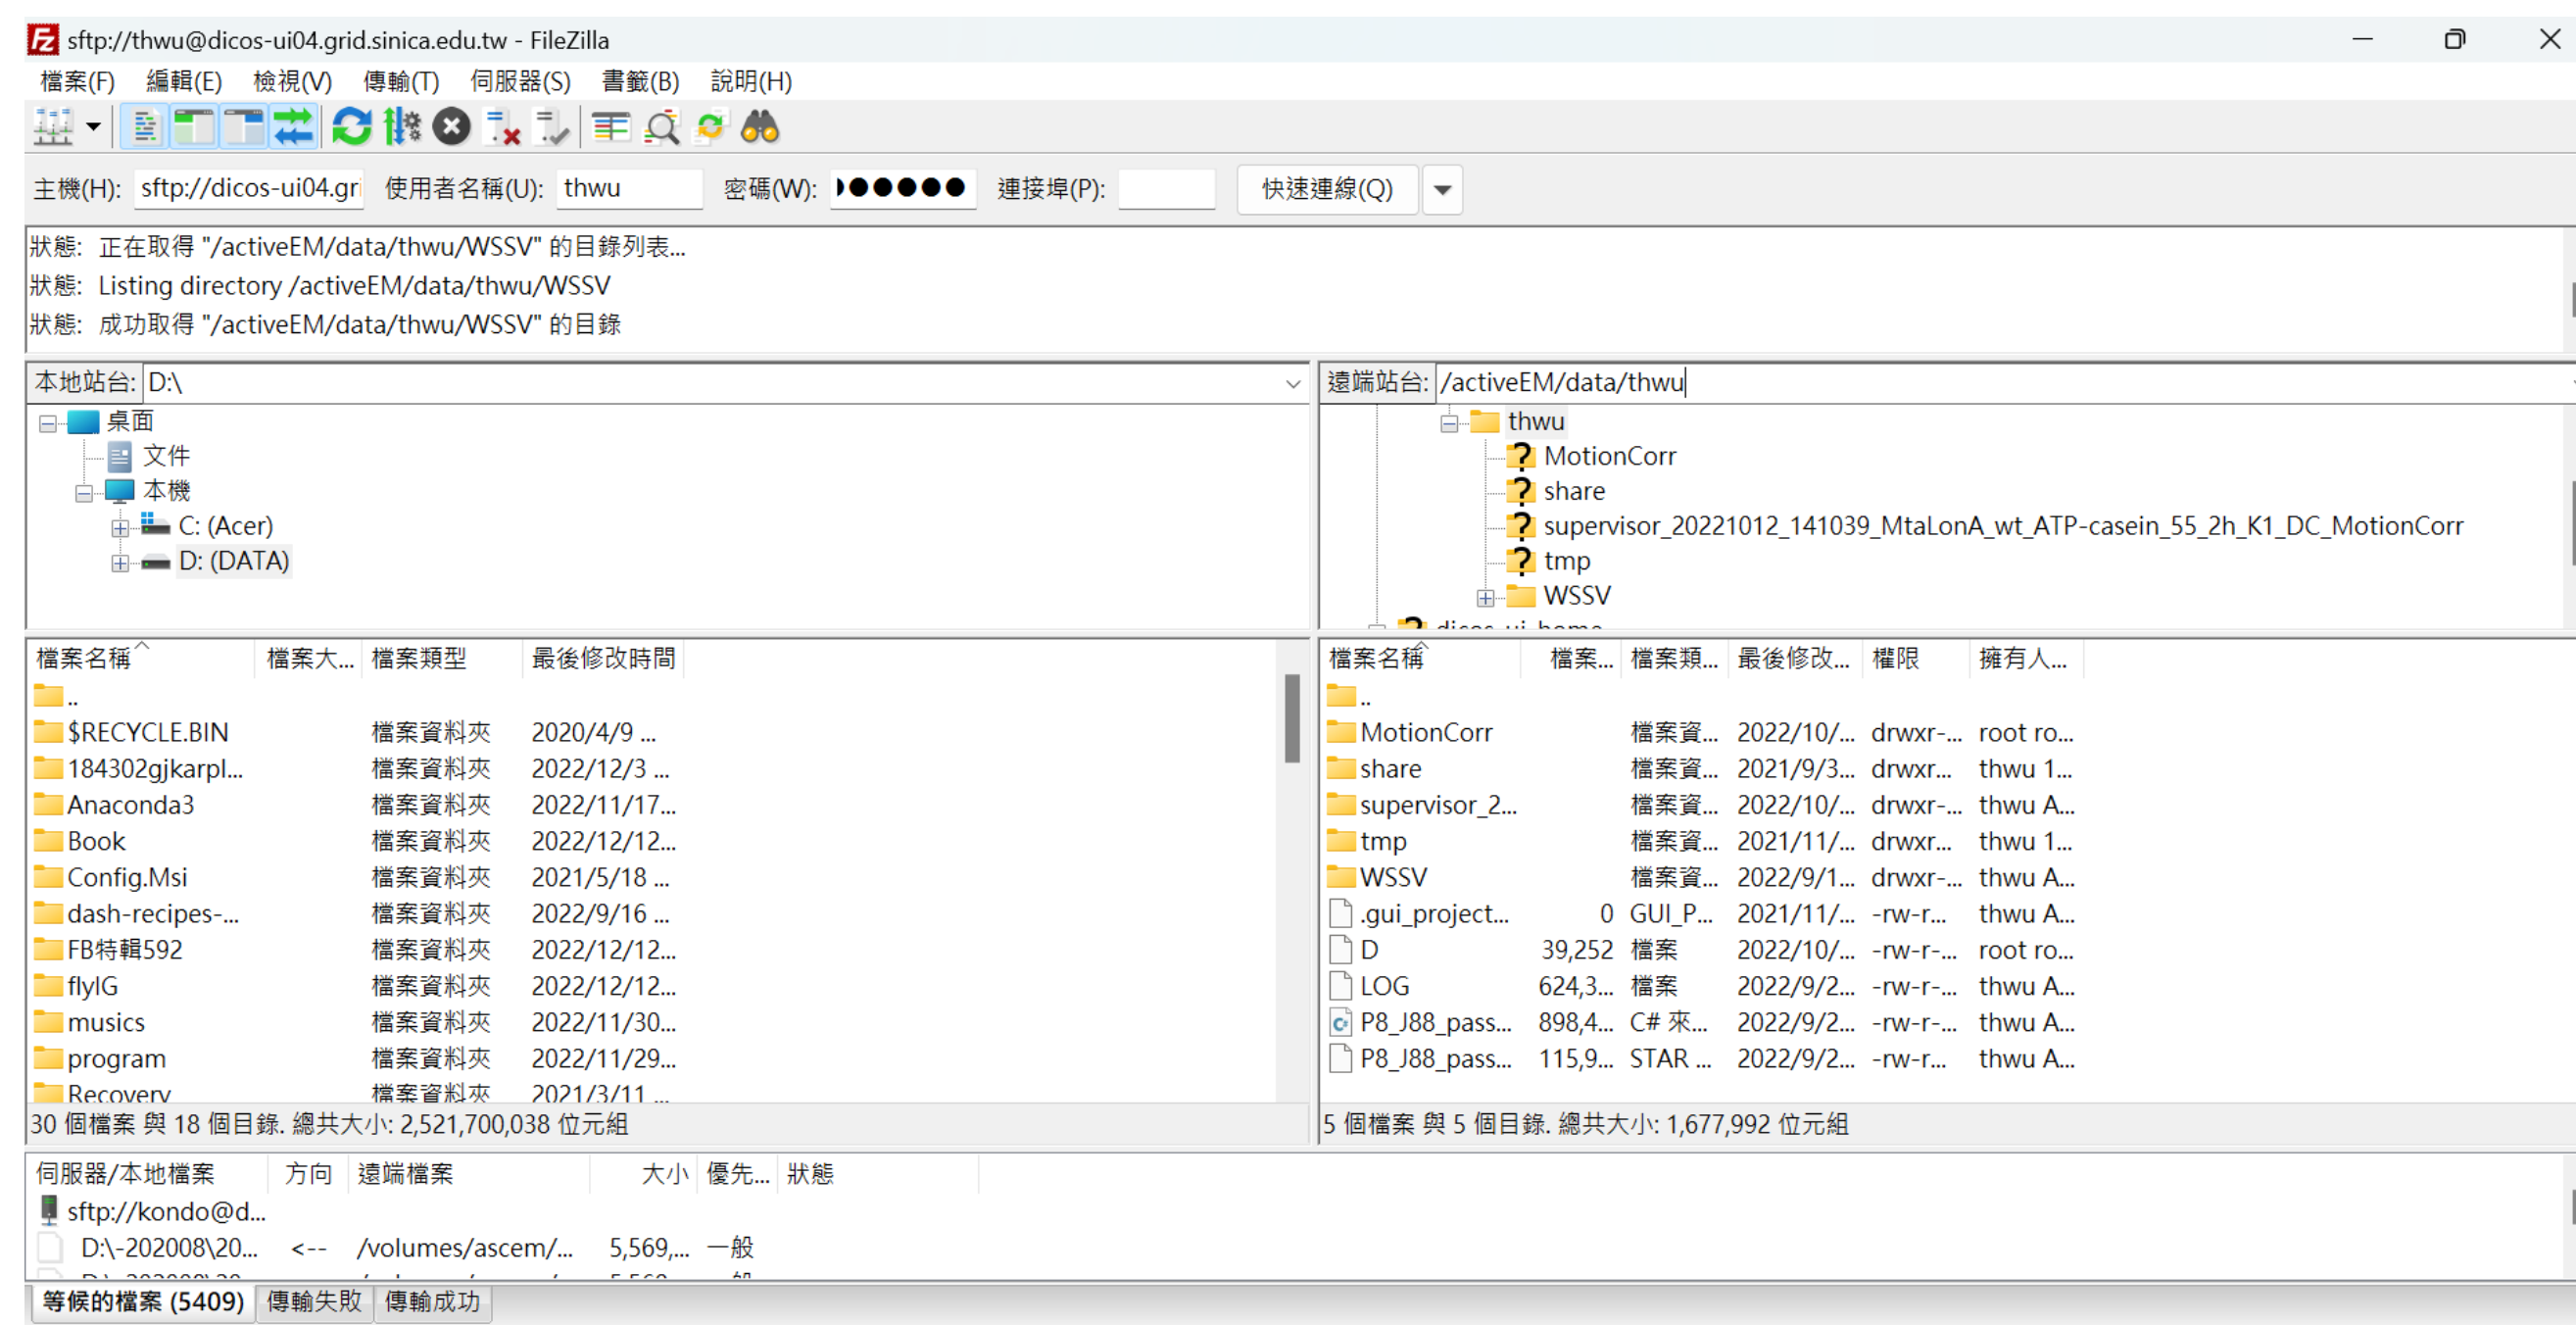 sftp://thwu@dicos-ui04.grid.sinica.edu.tw - FileZilla
檔案(F) 編輯(E) 檢視(V) 傳輸(T) 伺服器(S) 書籤(B) 說明(H)
主機(H): sftp://dicos-ui04.gri 使用者名稱(U): thwu 密碼(W): ●●●●●● 連接埠(P): 快速連線(Q)
狀態: 正在取得 "/activeEM/data/thwu/WSSV" 的目錄列表...
狀態: Listing directory /activeEM/data/thwu/WSSV
狀態: 成功取得 "/activeEM/data/thwu/WSSV" 的目錄
本地站台: D:\
桌面
文件
本機
C: (Acer)
D: (DATA)
遠端站台: /activeEM/data/thwu
thwu
MotionCorr
share
supervisor_20221012_141039_MtaLonA_wt_ATP-casein_55_2h_K1_DC_MotionCorr
tmp
WSSV
檔案名稱 檔案大... 檔案類型 最後修改時間
..
$RECYCLE.BIN 檔案資料夾 2020/4/9 ...
184302gjkarpl... 檔案資料夾 2022/12/3 ...
Anaconda3 檔案資料夾 2022/11/17...
Book 檔案資料夾 2022/12/12...
Config.Msi 檔案資料夾 2021/5/18 ...
dash-recipes-... 檔案資料夾 2022/9/16 ...
FB特輯592 檔案資料夾 2022/12/12...
flyIG 檔案資料夾 2022/12/12...
musics 檔案資料夾 2022/11/30...
program 檔案資料夾 2022/11/29...
Recovery 檔案資料夾 2021/3/11 ...
30 個檔案 與 18 個目錄. 總共大小: 2,521,700,038 位元組
檔案名稱 檔案... 檔案類... 最後修改... 權限 擁有人...
..
MotionCorr 檔案資... 2022/10/... drwxr-... root ro...
share 檔案資... 2021/9/3... drwxr... thwu 1...
supervisor_2... 檔案資... 2022/10/... drwxr-... thwu A...
tmp 檔案資... 2021/11/... drwxr... thwu 1...
WSSV 檔案資... 2022/9/1... drwxr-... thwu A...
.gui_project... 0 GUI_P... 2021/11/... -rw-r... thwu A...
D 39,252 檔案 2022/10/... -rw-r-... root ro...
LOG 624,3... 檔案 2022/9/2... -rw-r-... thwu A...
P8_J88_pass... 898,4... C# 來... 2022/9/2... -rw-r-... thwu A...
P8_J88_pass... 115,9... STAR ... 2022/9/2... -rw-r... thwu A...
5 個檔案 與 5 個目錄. 總共大小: 1,677,992 位元組
伺服器/本地檔案 方向 遠端檔案 大小 優先... 狀態
sftp://kondo@d...
D:\-202008\20... <-- /volumes/ascem/... 5,569,... 一般
等候的檔案 (5409) 傳輸失敗 傳輸成功